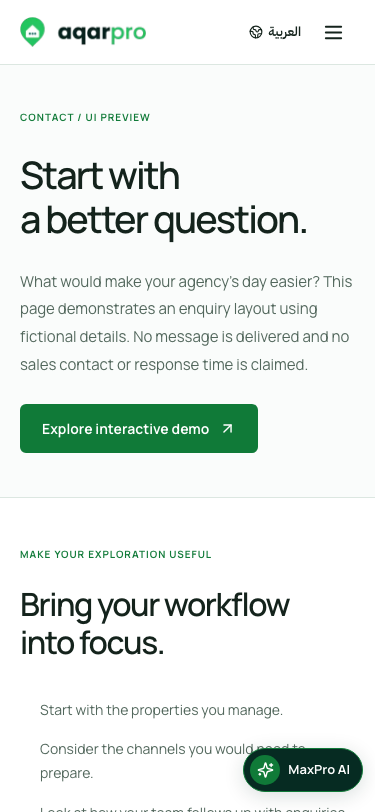 aqarpro
العربية
CONTACT / UI PREVIEW
Start with
a better question.
What would make your agency's day easier? This
page demonstrates an enquiry layout using
fictional details. No message is delivered and no
sales contact or response time is claimed.
Explore interactive demo
MAKE YOUR EXPLORATION USEFUL
Bring your workflow
into focus.
Start with the properties you manage.
Consider the channels you would need to
prepare.
MaxPro AI